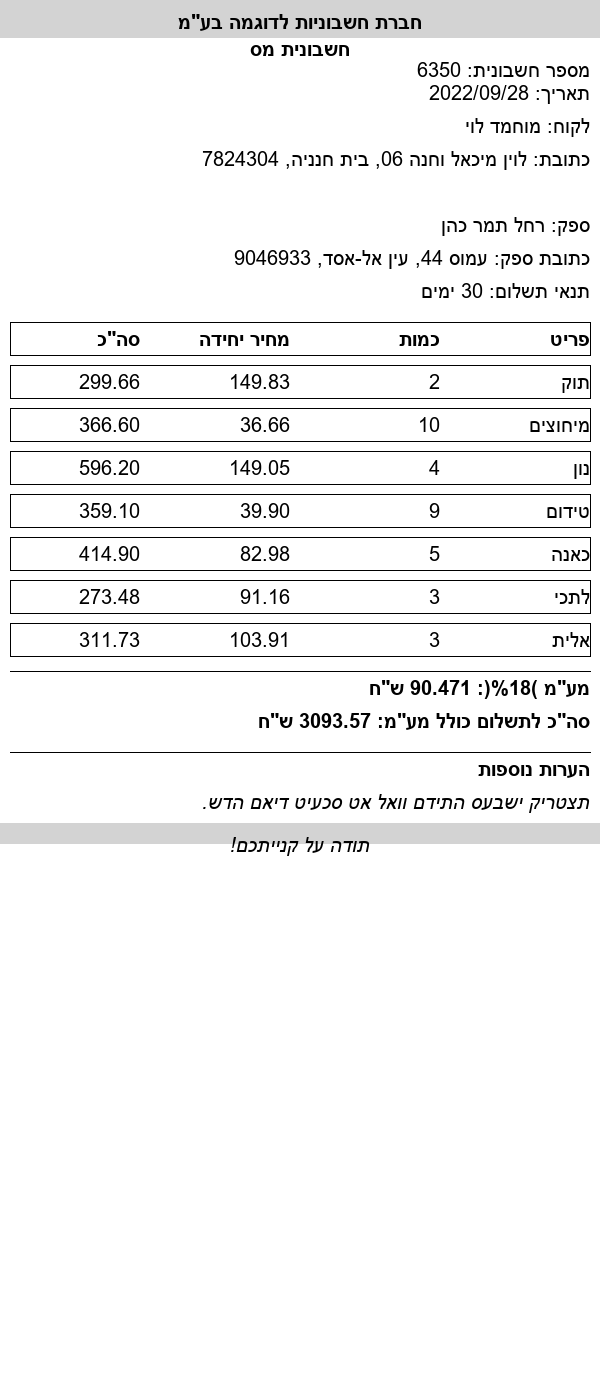 חברת חשבוניות לדוגמה בע"מ
חשבונית מס
מספר חשבונית: 6350
תאריך: 2022/09/28
לקוח: מוחמד לוי
כתובת: לוין מיכאל וחנה 06, בית חנניה, 7824304
ספק: רחל תמר כהן
כתובת ספק: עמוס 44, עין אל-אסד, 9046933
תנאי תשלום: 30 ימים
פריט כמות מחיר יחידה סה"כ
תוק 2 149.83 299.66
מיחוצים 10 36.66 366.60
נון 4 149.05 596.20
טידום 9 39.90 359.10
כאנה 5 82.98 414.90
לתכי 3 91.16 273.48
אלית 3 103.91 311.73
מע"מ )18%(: 90.471 ש"ח
סה"כ לתשלום כולל מע"מ: 3093.57 ש"ח
הערות נוספות
תצטריק ישבעס התידם וואל אט סכעיט דיאם הדש.
תודה על קנייתכם!